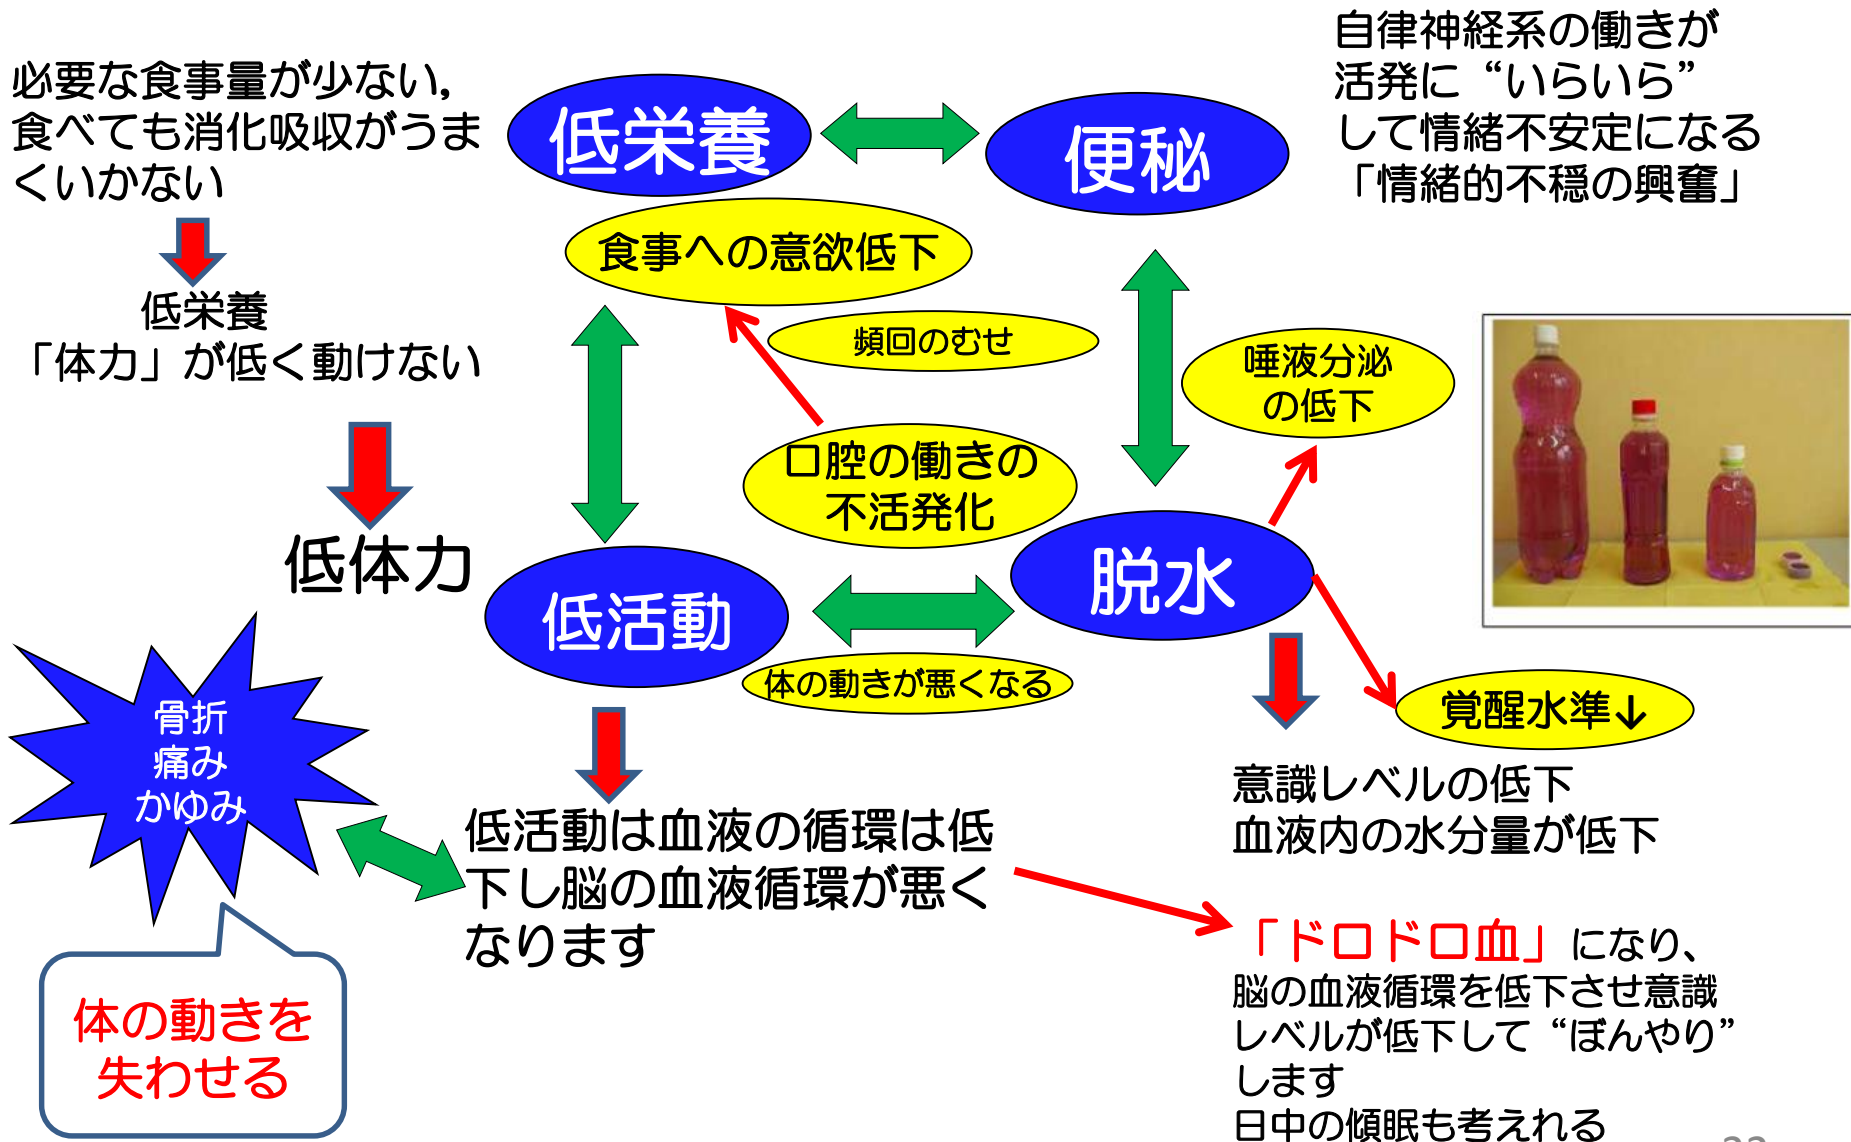 必要な食事量が少ない,
食べても消化吸収がうま
くいかない
低栄養
「体力」が低く動けない
低体力
低栄養
便秘
自律神経系の働きが
活発に“いらいら”
して情緒不安定になる
「情緒的不穏の興奮」
食事への意欲低下
頻回のむせ
唾液分泌
の低下
口腔の働きの
不活発化
低活動
脱水
体の動きが悪くなる
覚醒水準↓
骨折
痛み
かゆみ
体の動きを
失わせる
低活動は血液の循環は低
下し脳の血液循環が悪く
なります
意識レベルの低下
血液内の水分量が低下
「ドロドロ血」になり、
脳の血液循環を低下させ意識
レベルが低下して“ぼんやり”
します
日中の傾眠も考えれる